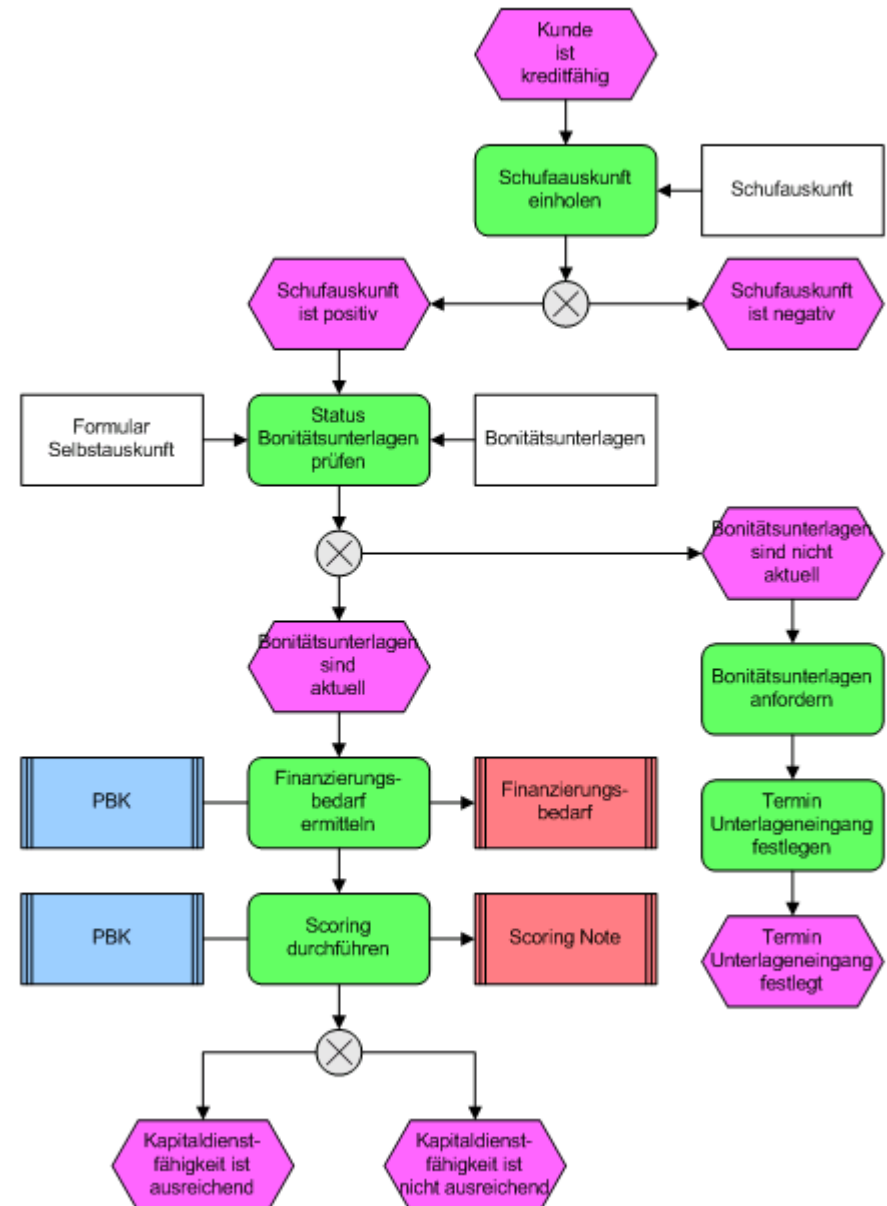 Kunde
ist
kreditfähig
Schufaauskunft
einholen
Schufauskunft
Schufauskunft
ist positiv
Schufauskunft
ist negativ
Formular
Selbstauskunft
Status
Bonitätsunterlagen
prüfen
Bonitätsunterlagen
Bonitätsunterlagen
sind nicht
aktuell
Bonitätsunterlagen
sind
aktuell
Bonitätsunterlagen
anfordern
PBK
Finanzierungs-
bedarf
ermitteln
Finanzierungs-
bedarf
Termin
Unterlageneingang
festlegen
PBK
Scoring
durchführen
Scoring Note
Termin
Unterlageneingang
festlegt
Kapitaldienst-
fähigkeit ist
ausreichend
Kapitaldienst-
fähigkeit ist
nicht ausreichend